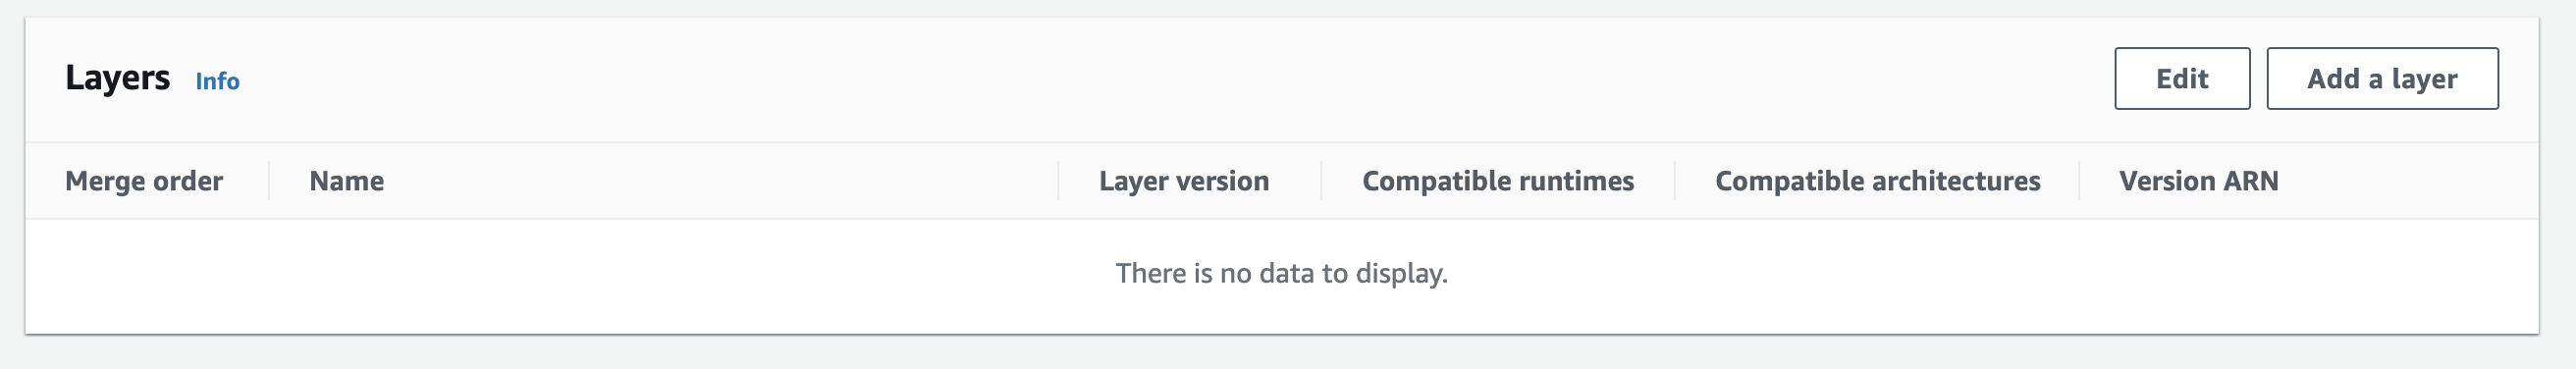 Layers Info Edit Add a layer
Merge order Name Layer version Compatible runtimes Compatible architectures Version ARN
There is no data to display.